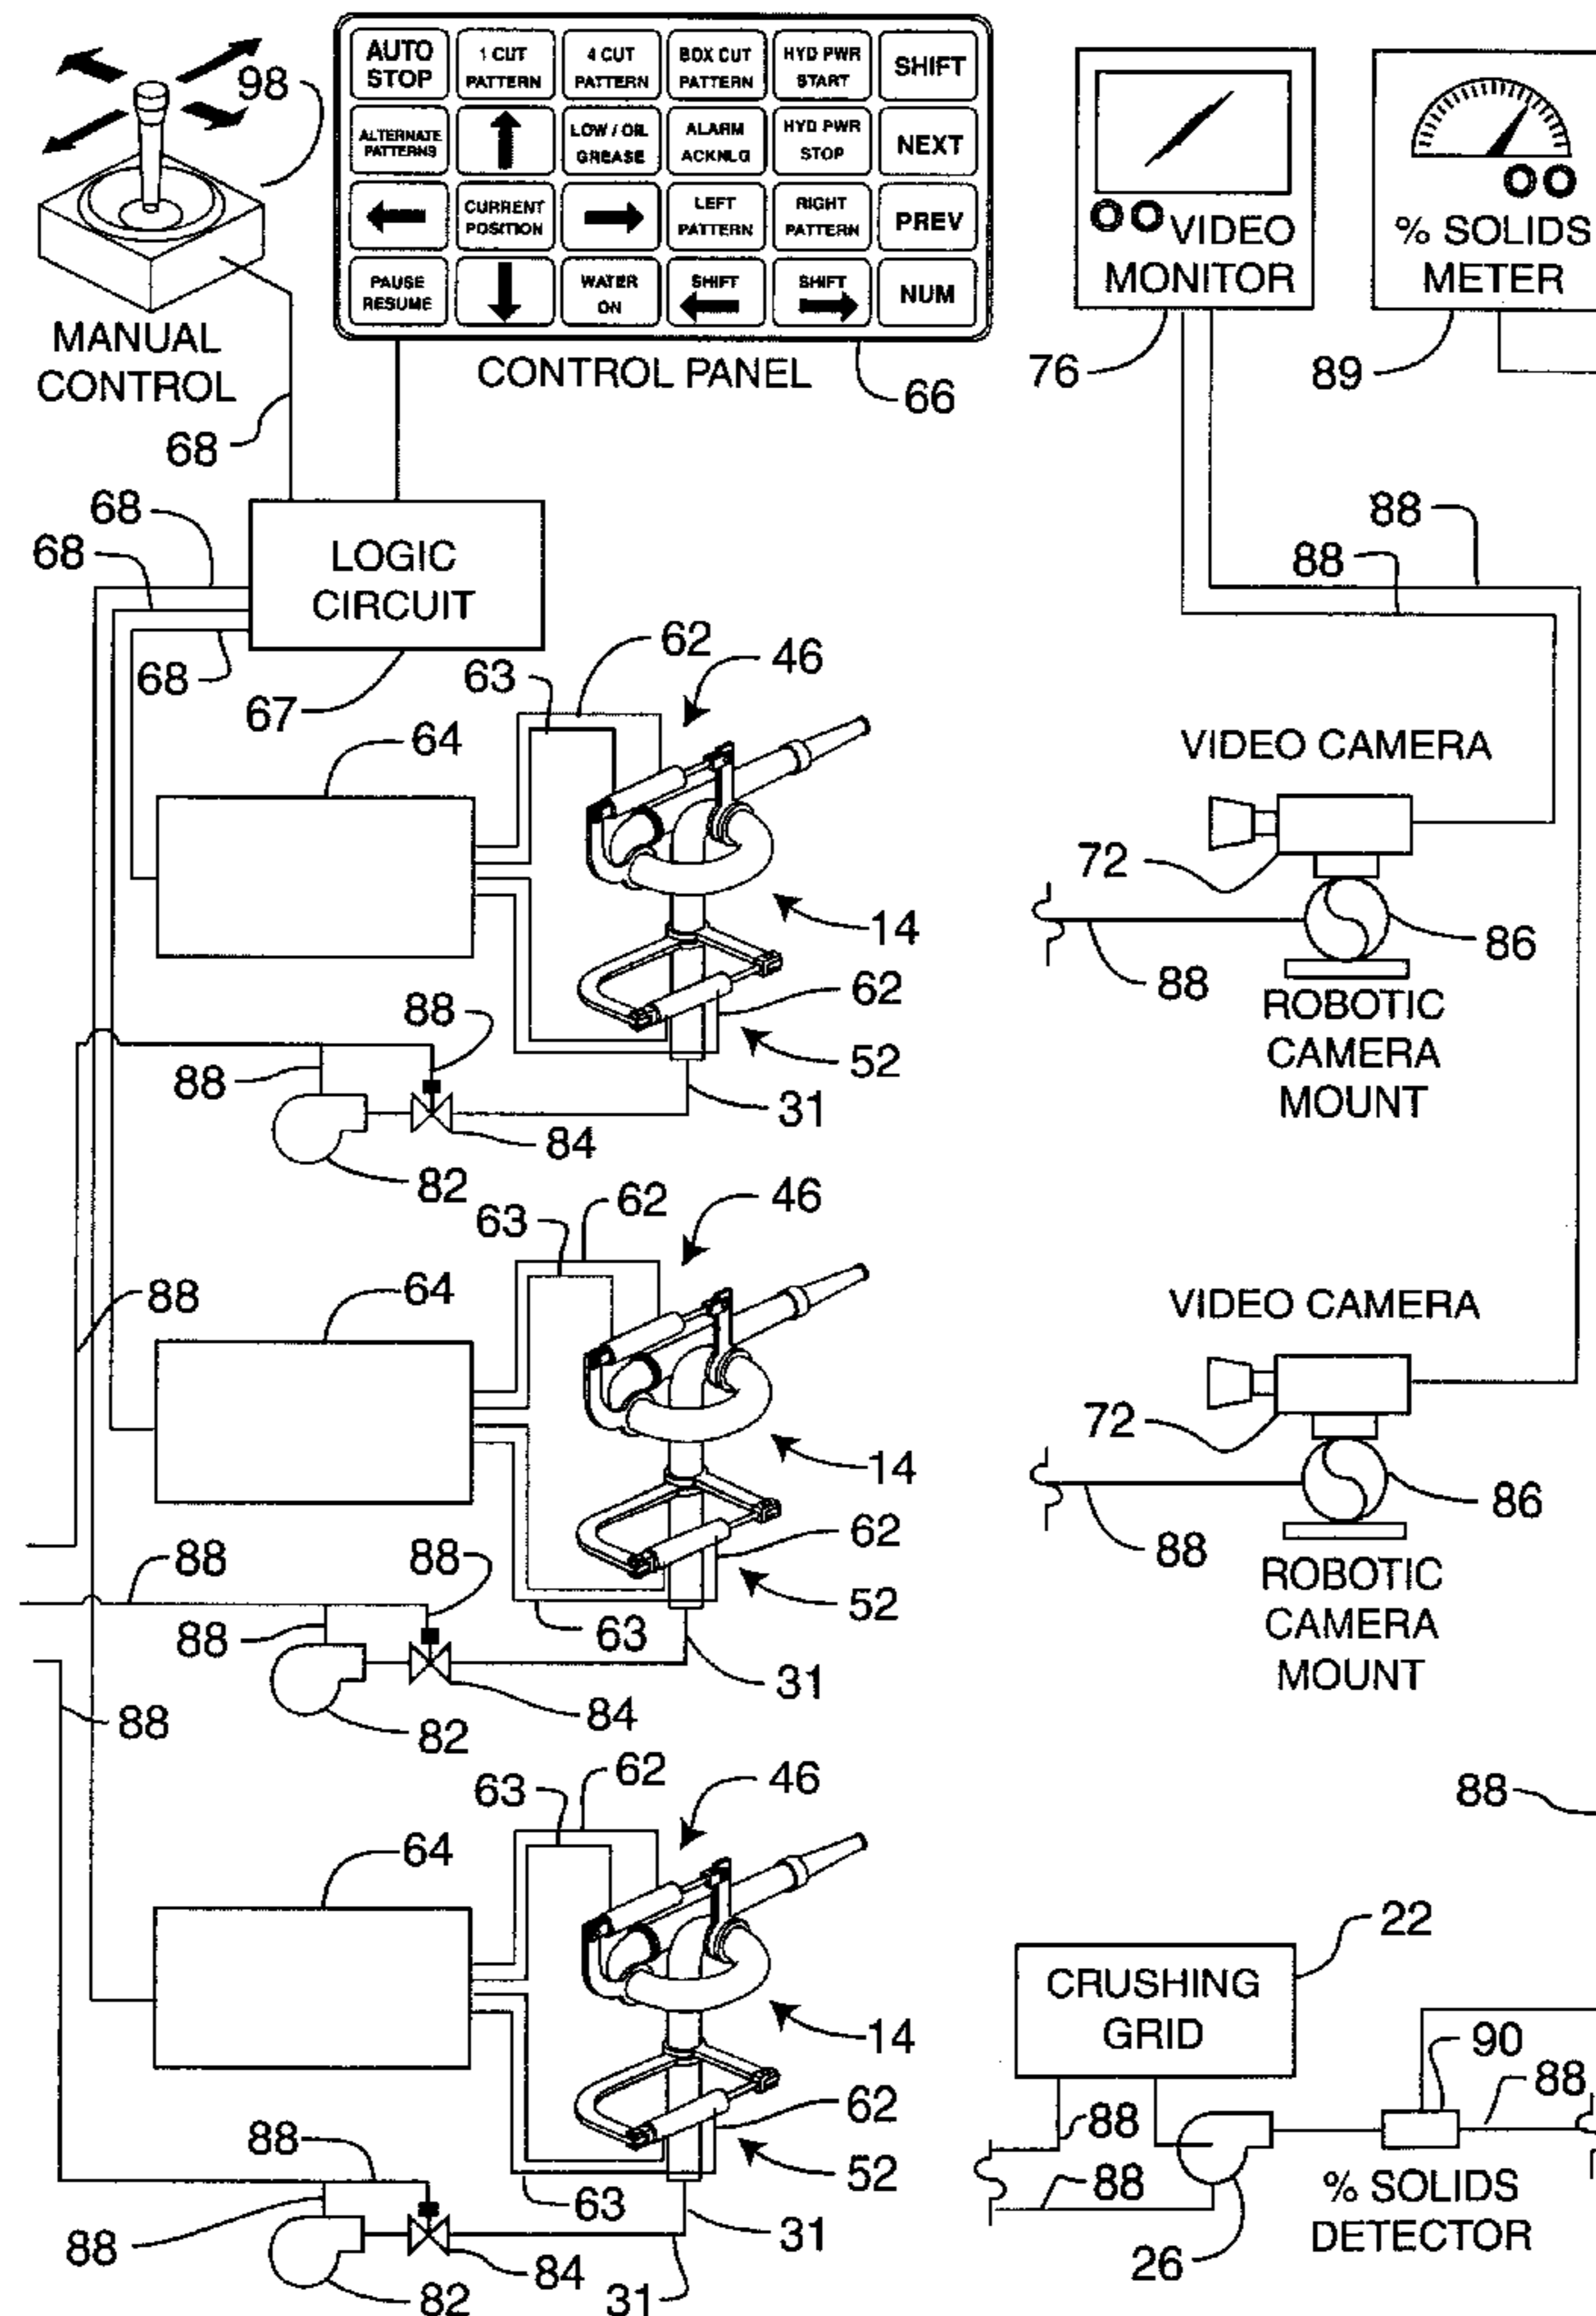 98
AUTO STOP
1 CUT PATTERN
4 CUT PATTERN
BOX CUT PATTERN
HYD PWR START
SHIFT
ALTERNATE PATTERNS
LOW / OIL GREASE
ALARM ACKNLG
HYD PWR STOP
NEXT
CURRENT POSITION
LEFT PATTERN
RIGHT PATTERN
PREV
PAUSE RESUME
WATER ON
SHIFT
SHIFT
NUM
MANUAL
CONTROL
CONTROL PANEL
66
68
VIDEO
MONITOR
76
% SOLIDS
METER
89
68
68
68
LOGIC
CIRCUIT
67
88
88
62
46
63
64
14
62
52
88
88
31
84
82
VIDEO CAMERA
72
86
88
ROBOTIC
CAMERA
MOUNT
62
46
63
88
64
14
62
52
88
88
88
63
31
88
84
82
VIDEO CAMERA
72
86
88
ROBOTIC
CAMERA
MOUNT
62
46
63
88
64
14
62
52
88
63
31
88
84
82
31
22
CRUSHING
GRID
90
88
88
88
% SOLIDS
DETECTOR
26